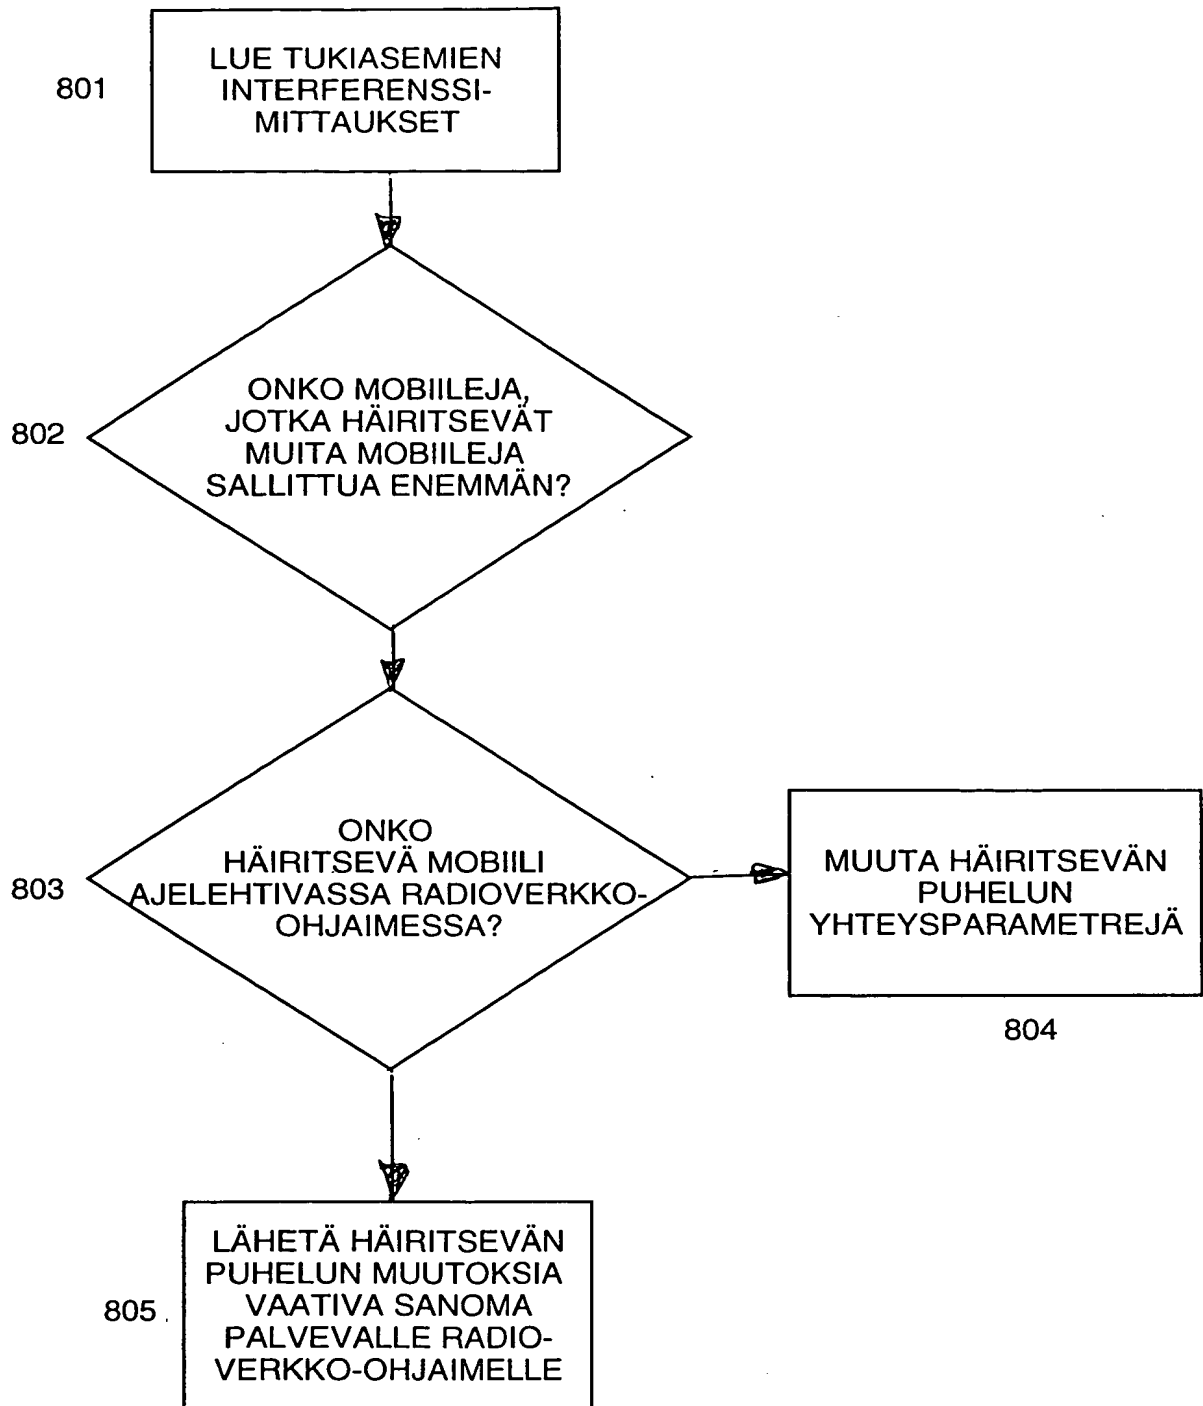 801
LUE TUKIASEMIEN
INTERFERENSSI-
MITTAUKSET
802
ONKO MOBIILEJA,
JOTKA HÄIRITSEVÄT
MUITA MOBIILEJA
SALLITTUA ENEMMÄN?
803
ONKO
HÄIRITSEVÄ MOBIILI
AJELEHTIVASSA RADIOVERKKO-
OHJAIMESSA?
MUUTA HÄIRITSEVÄN
PUHELUN
YHTEYSPARAMETREJÄ
804
805
LÄHETÄ HÄIRITSEVÄN
PUHELUN MUUTOKSIA
VAATIVA SANOMA
PALVEVALLE RADIO-
VERKKO-OHJAIMELLE